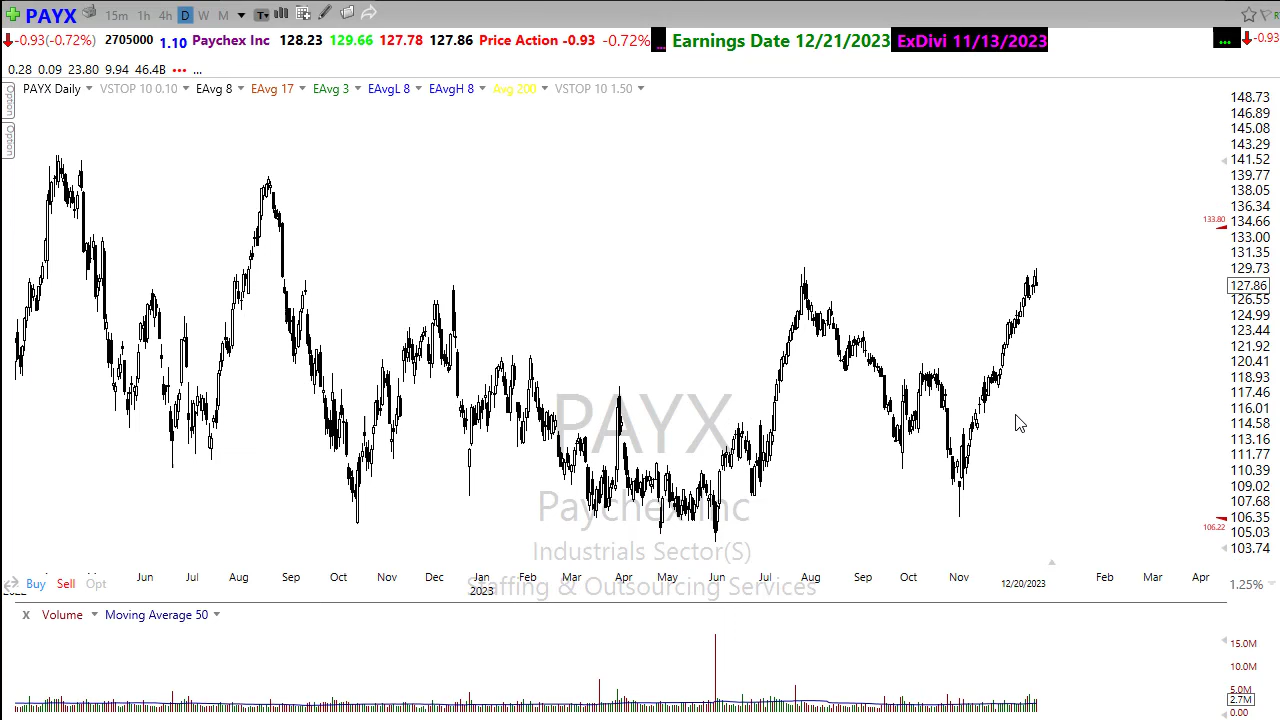 PAYX 15m 1h 4h D W M T
-0.93(-0.72%) 2705000 1.10 Paychex Inc 128.23 129.66 127.78 127.86 Price Action -0.93 -0.72% ... Earnings Date 12/21/2023 ExDivi 11/13/2023 ... -0.93
0.28 0.09 23.80 9.94 46.4B ... ...
PAYX Daily VSTOP 10 0.10 EAvg 8 EAvg 17 EAvg 3 EAvgL 8 EAvgH 8 Avg 200 VSTOP 10 1.50
Option
Option
148.73
146.89
145.08
143.29
141.52
139.77
138.05
136.34
133.80
134.66
133.00
131.35
129.73
127.86
126.55
124.99
123.44
121.92
120.41
118.93
117.46
116.01
114.58
113.16
111.77
110.39
109.02
107.68
106.35
106.22
105.03
103.74
PAYX
Paychex Inc
Industrials Sector(S)
Staffing & Outsourcing Services
Jun Jul Aug Sep Oct Nov Dec Jan Feb Mar Apr May Jun Jul Aug Sep Oct Nov 12/20/2023 Feb Mar Apr
Buy Sell Opt 1.25%
2023
X Volume Moving Average 50
15.0M
10.0M
5.0M
2.7M
0.00